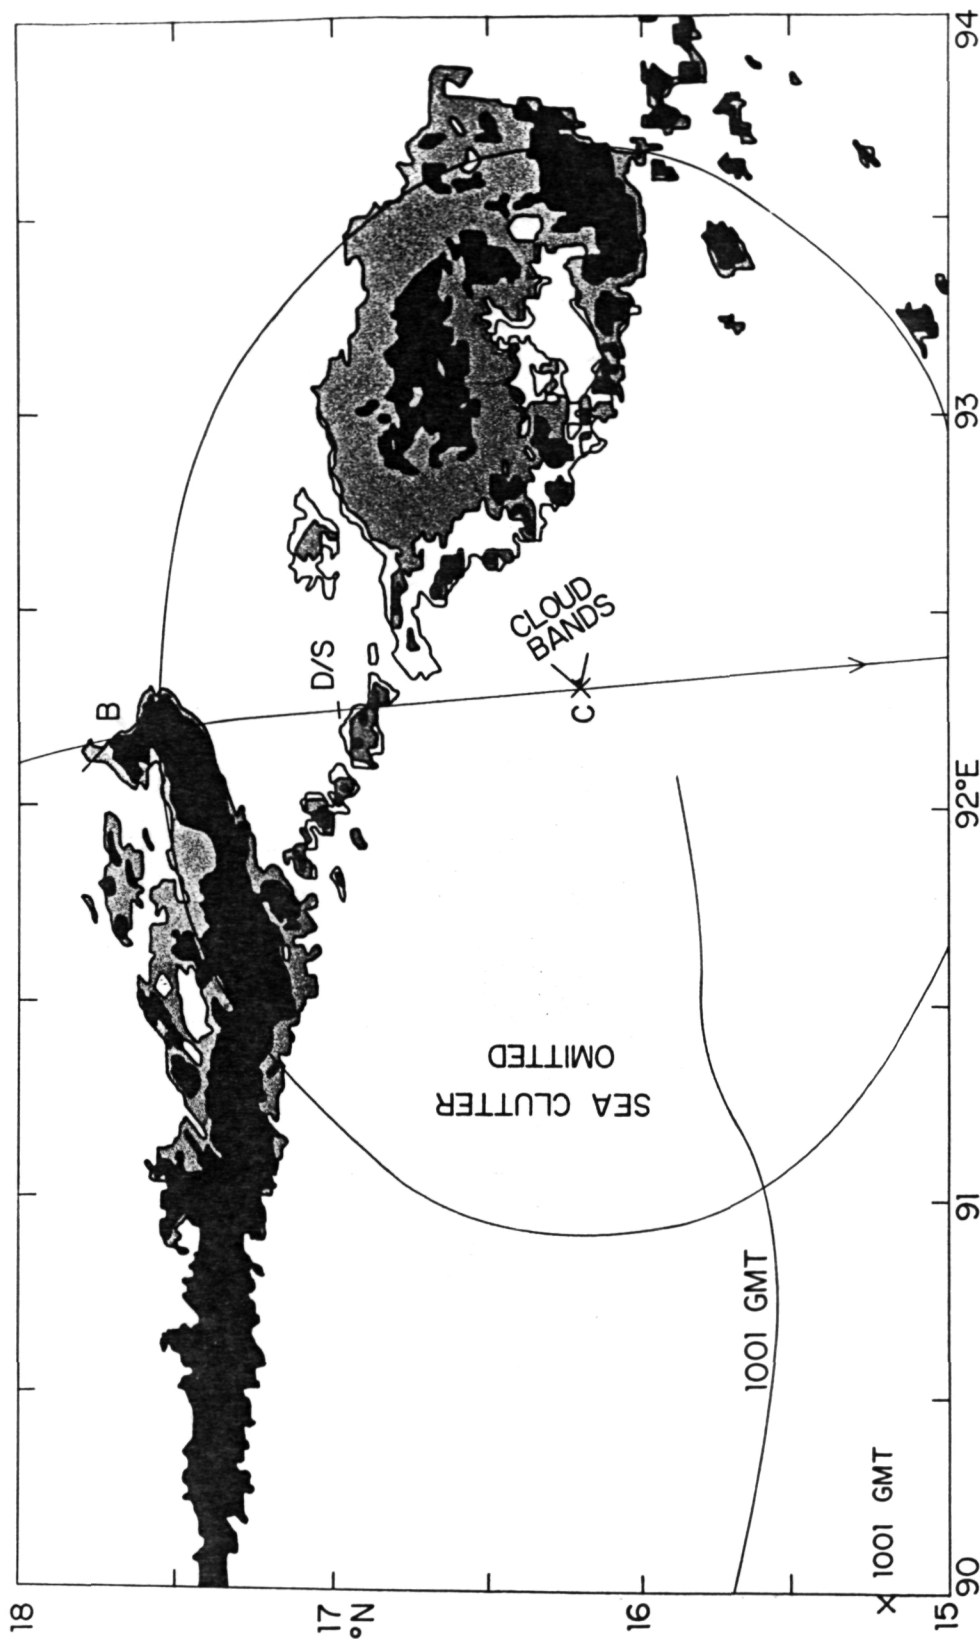 18
B
D/S
17
°N
CLOUD
BANDS
C
SEA CLUTTER
OMITTED
16
1001 GMT
× 1001 GMT
15
90
91
92°E
93
94